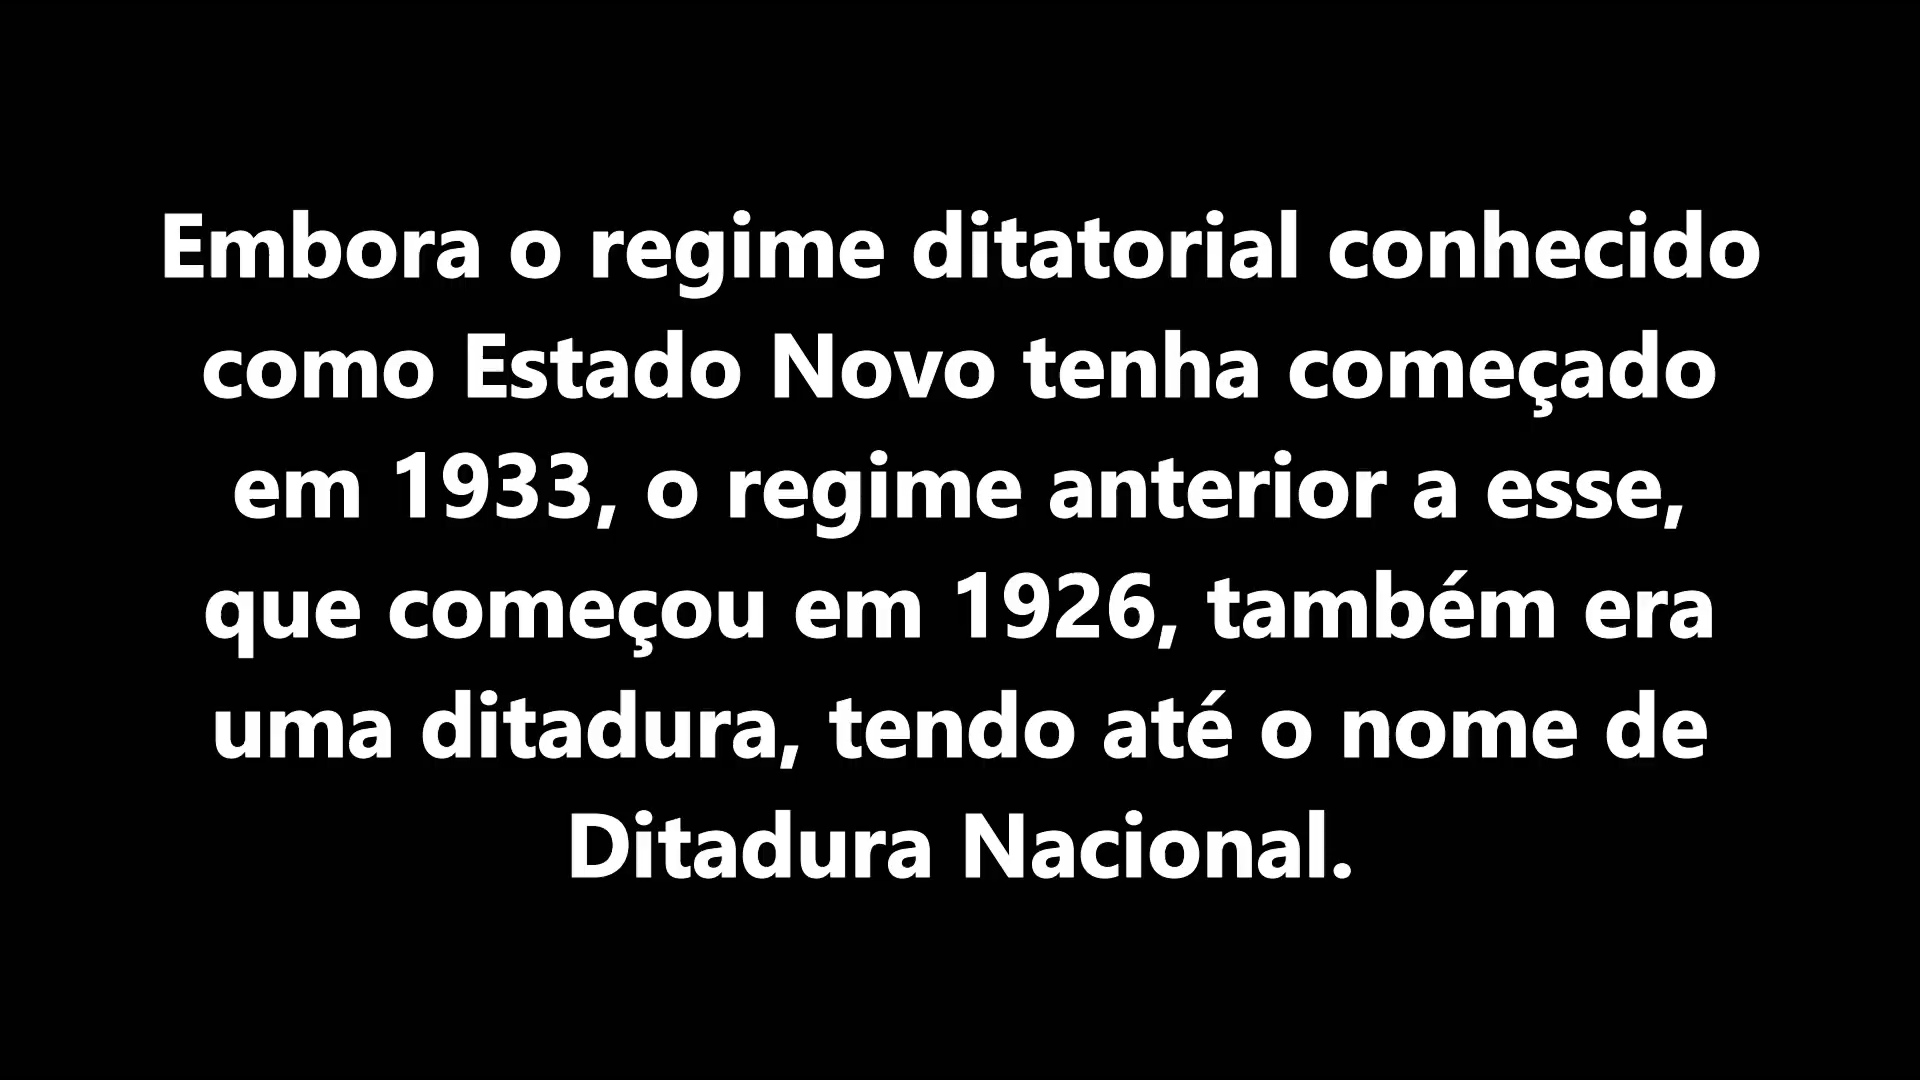 Embora o regime ditatorial conhecido
como Estado Novo tenha começado
em 1933, o regime anterior a esse,
que começou em 1926, também era
uma ditadura, tendo até o nome de
Ditadura Nacional.